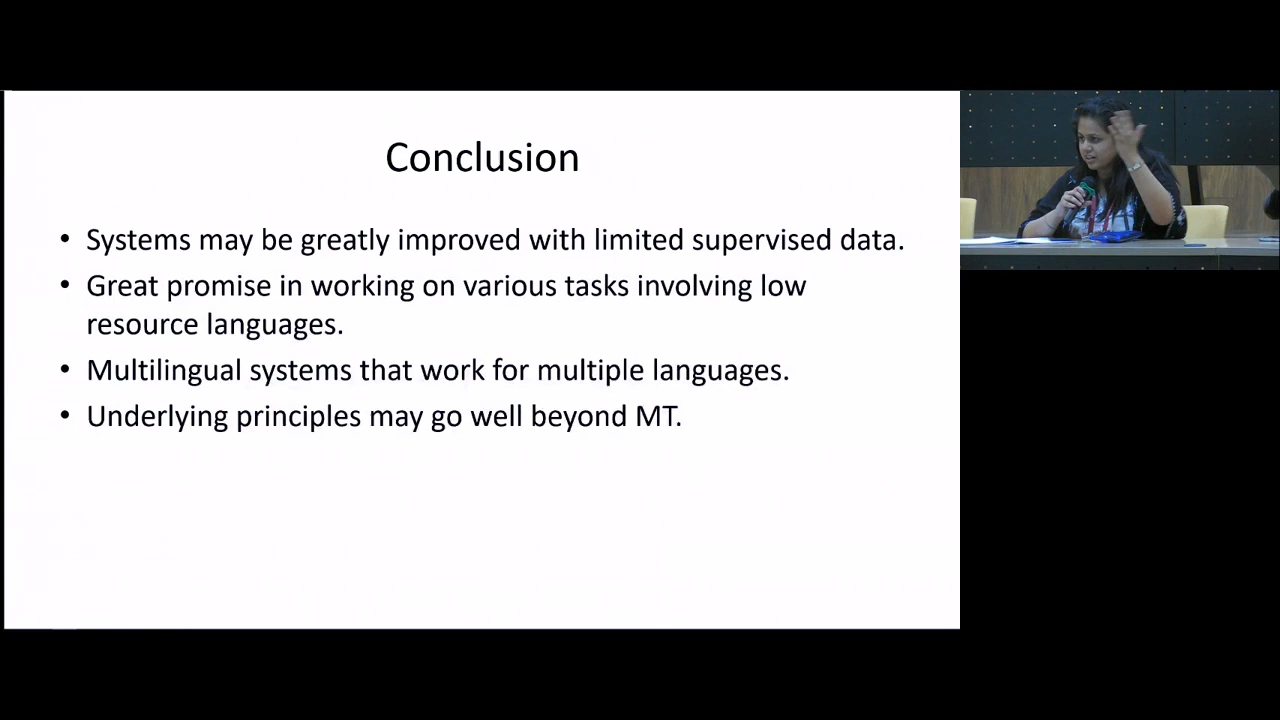 Conclusion
• Systems may be greatly improved with limited supervised data.
• Great promise in working on various tasks involving low
resource languages.
• Multilingual systems that work for multiple languages.
• Underlying principles may go well beyond MT.